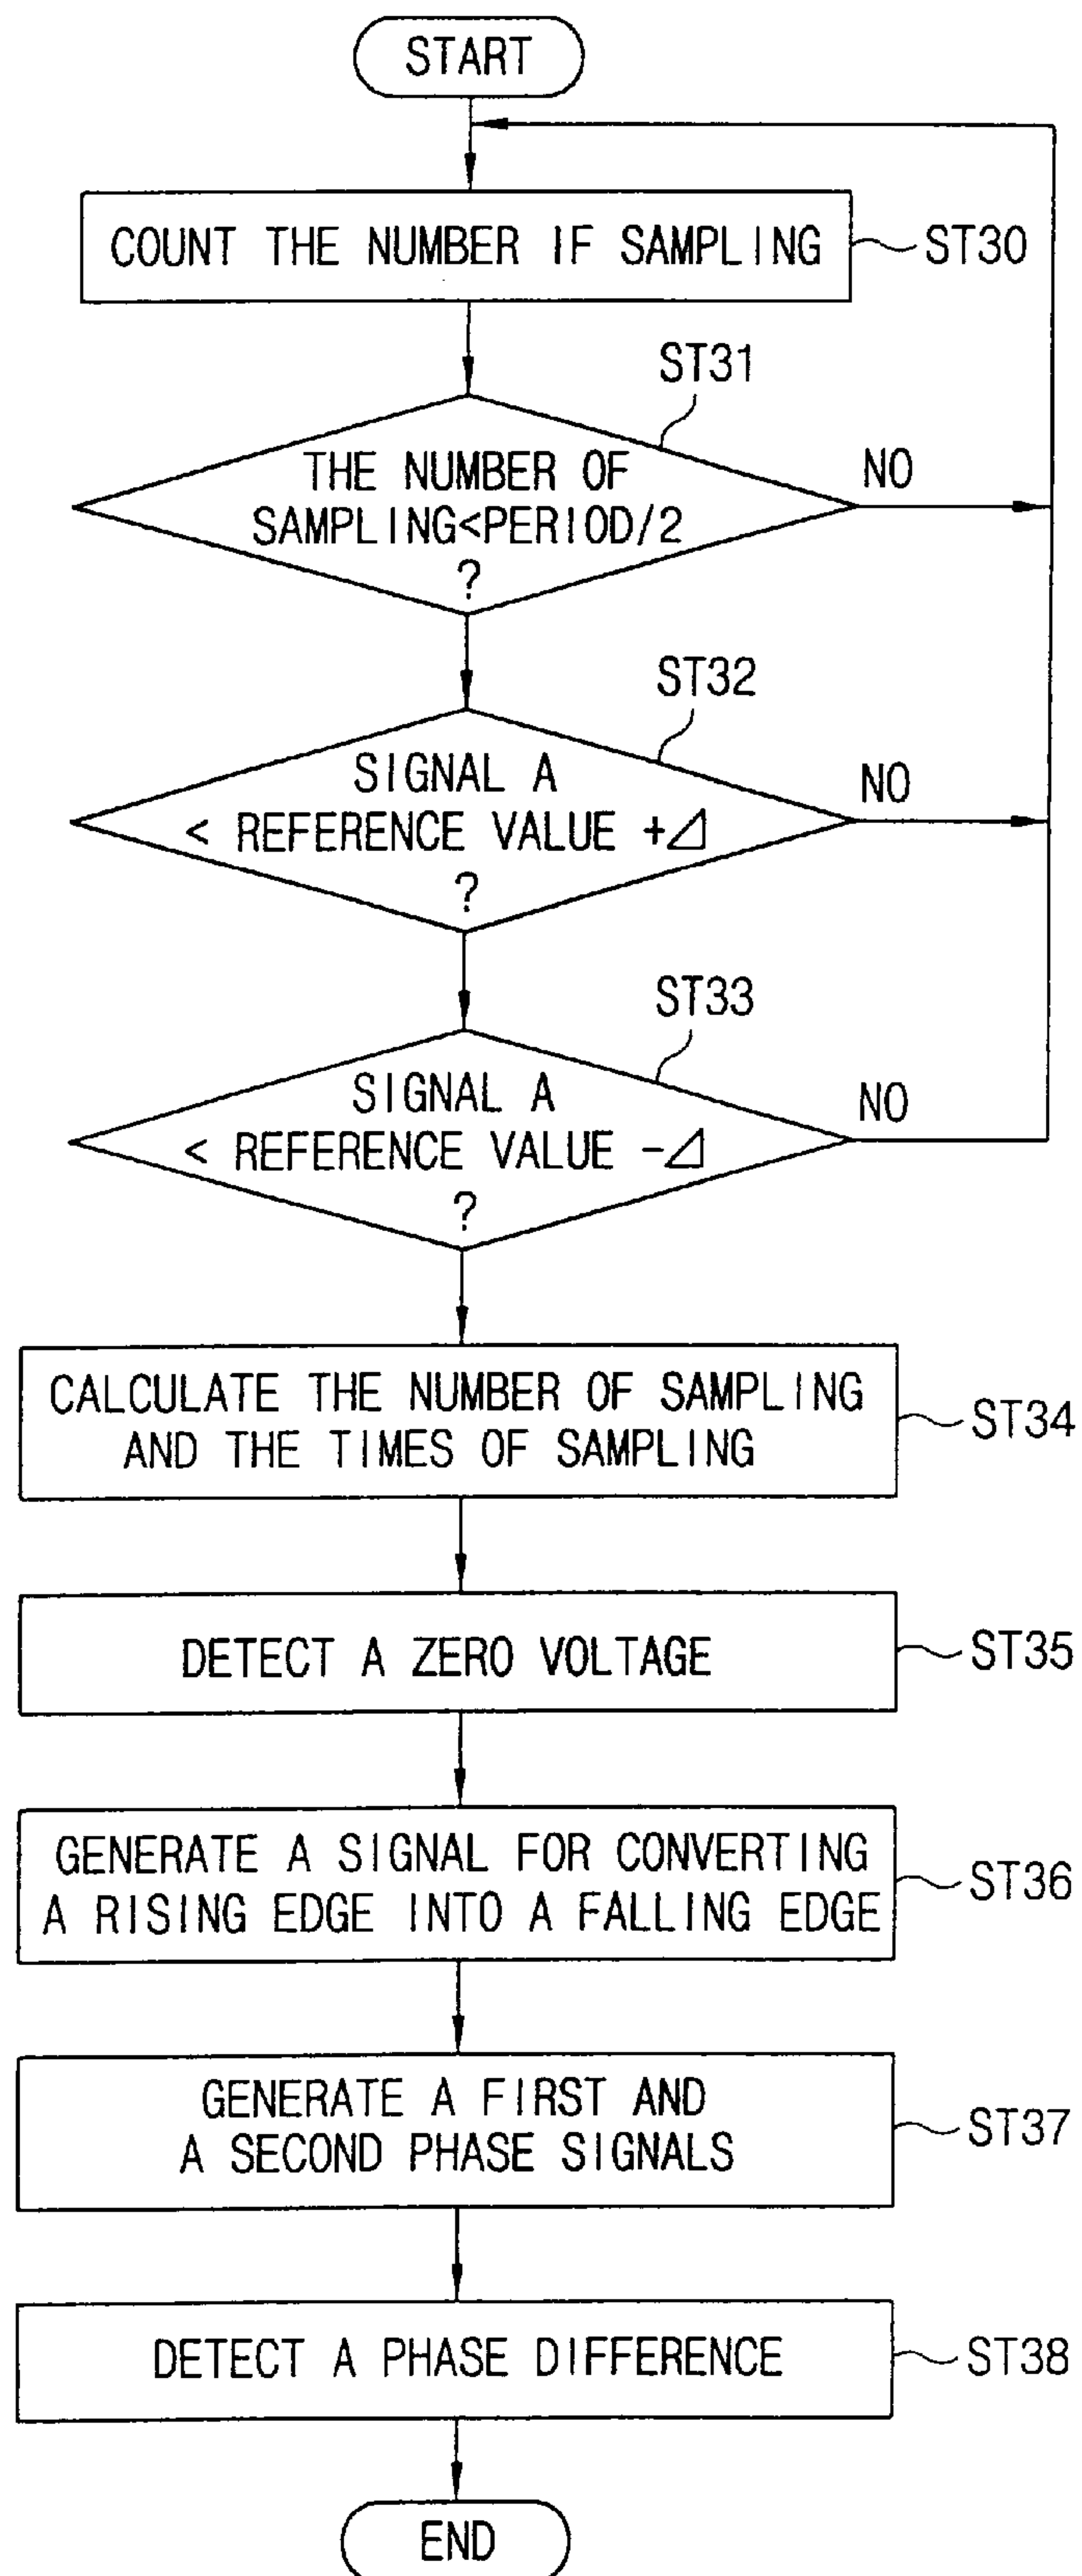 START
COUNT THE NUMBER IF SAMPLING
ST30
ST31
THE NUMBER OF
SAMPLING<PERIOD/2
?
NO
ST32
SIGNAL A
< REFERENCE VALUE +⊿
?
NO
ST33
SIGNAL A
< REFERENCE VALUE -⊿
?
NO
CALCULATE THE NUMBER OF SAMPLING
AND THE TIMES OF SAMPLING
ST34
DETECT A ZERO VOLTAGE
ST35
GENERATE A SIGNAL FOR CONVERTING
A RISING EDGE INTO A FALLING EDGE
ST36
GENERATE A FIRST AND
A SECOND PHASE SIGNALS
ST37
DETECT A PHASE DIFFERENCE
ST38
END